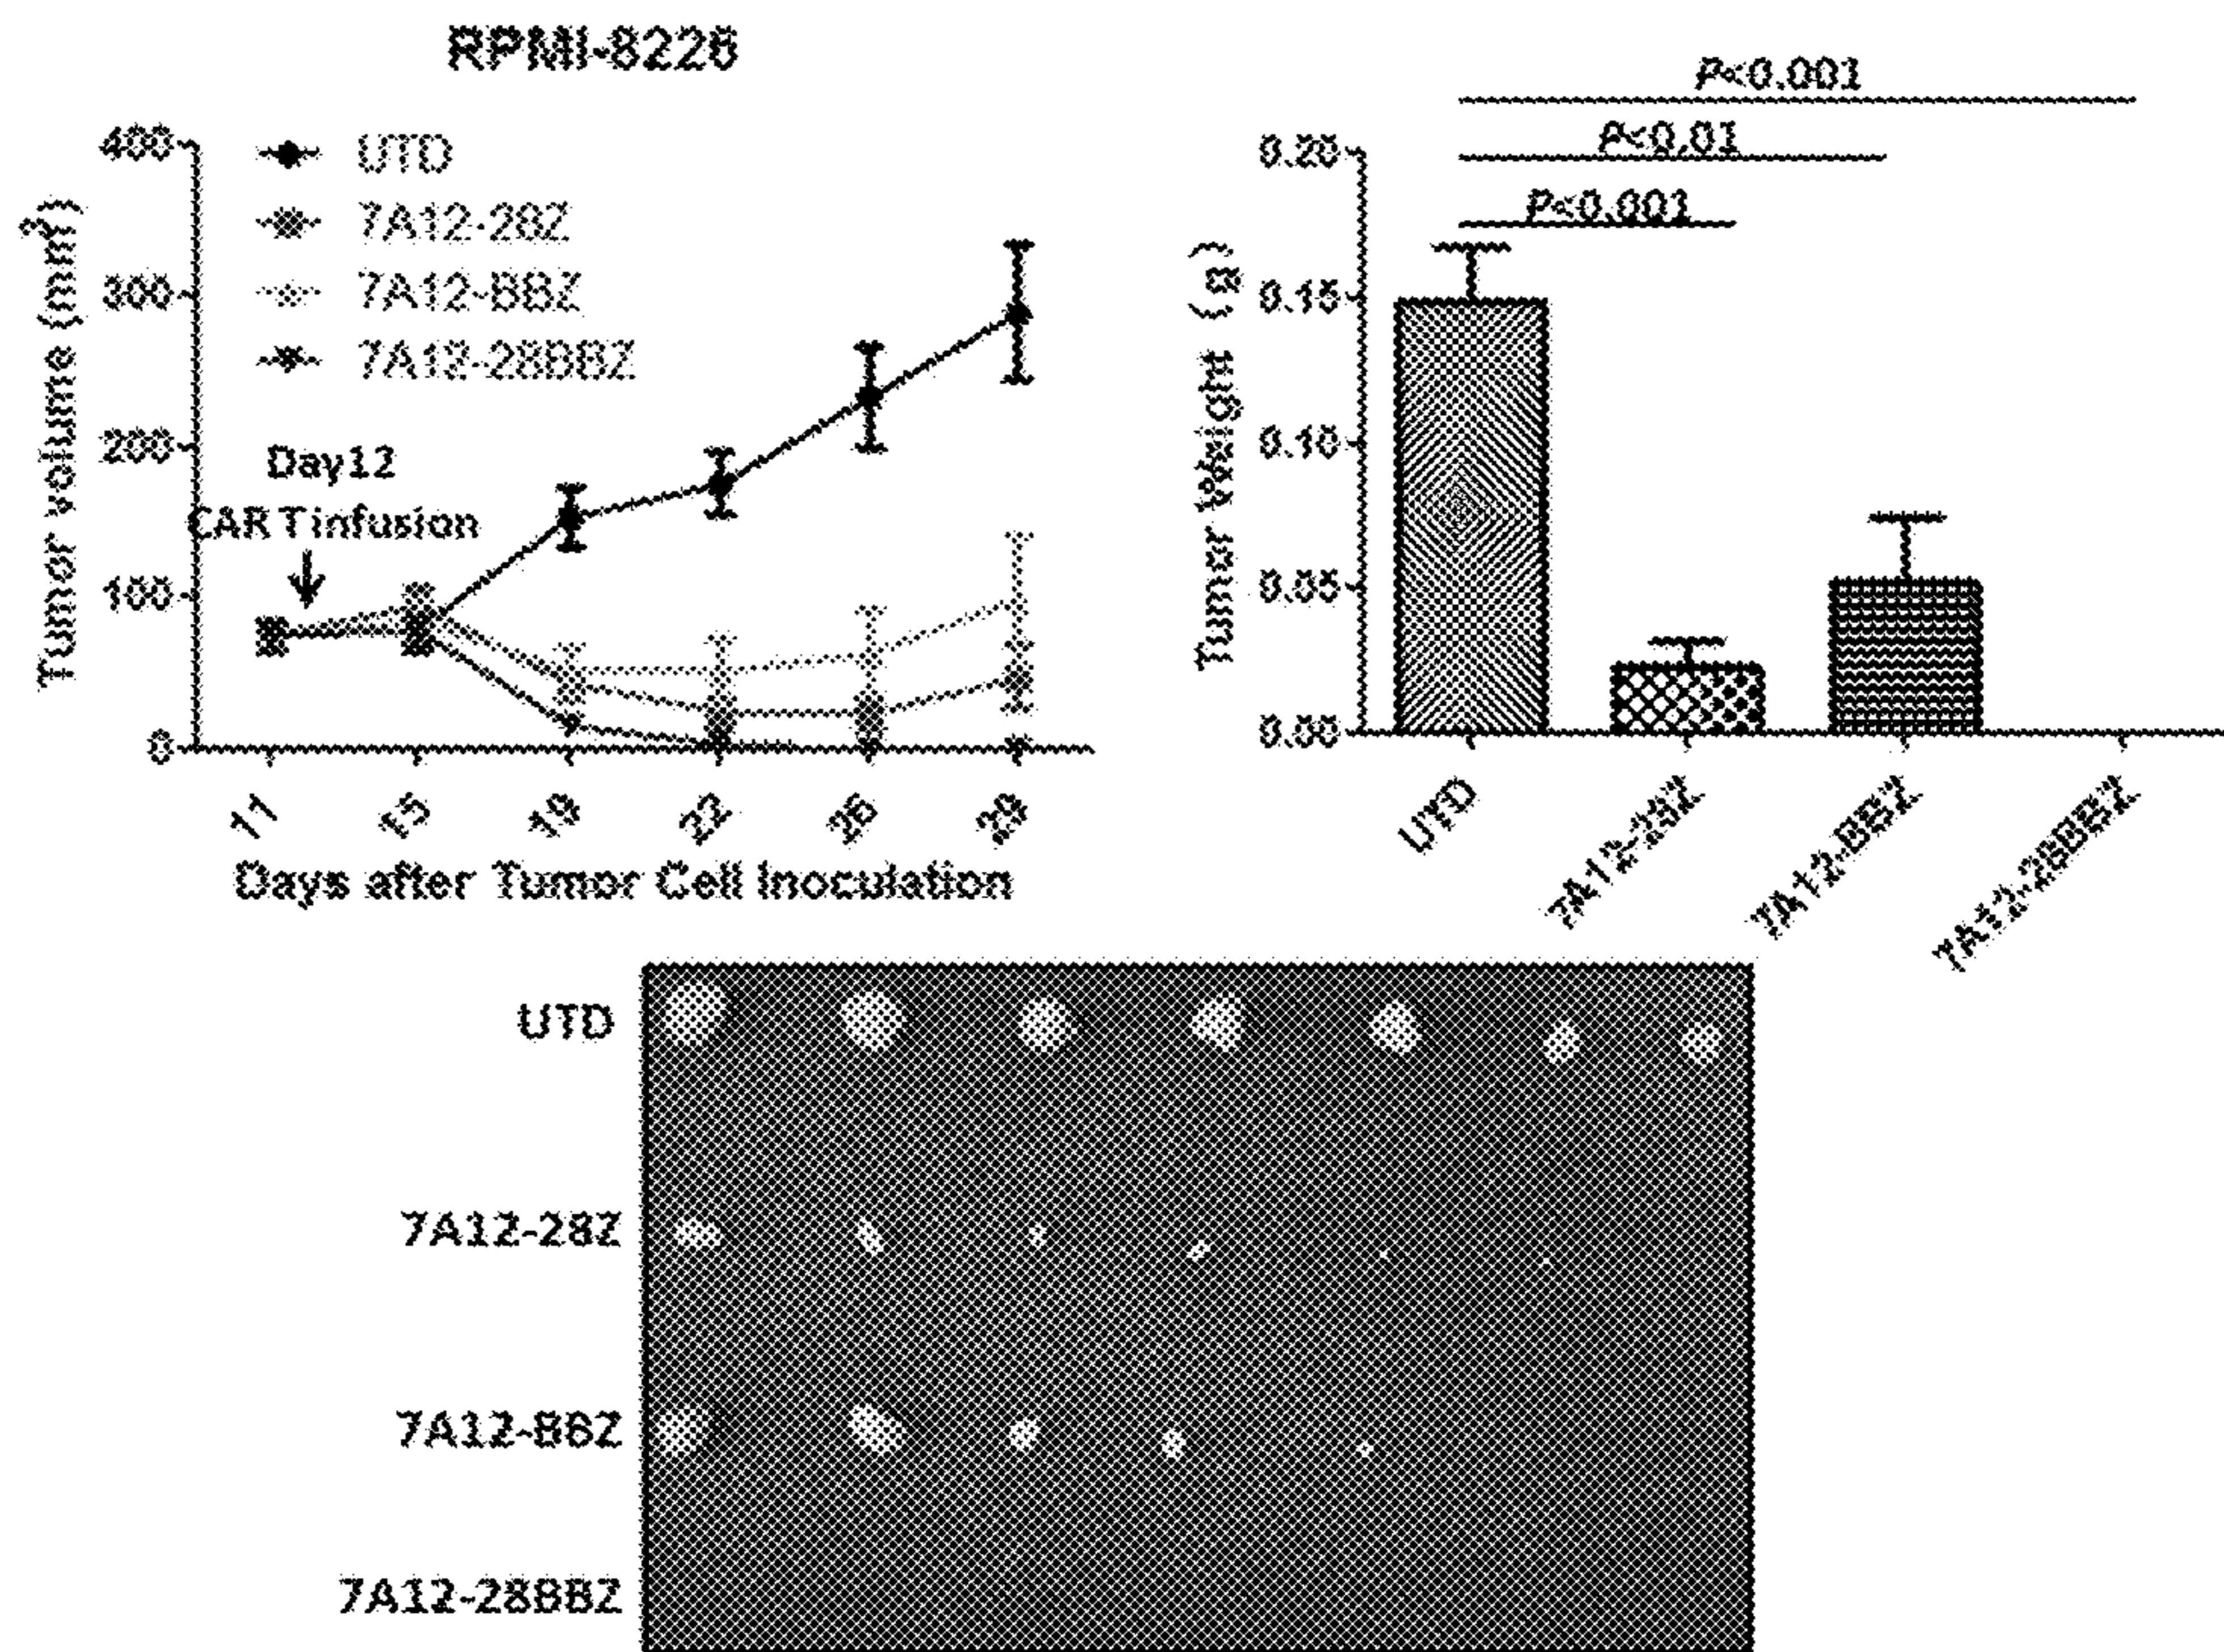 RPMI-8226
Tumor volume (mm3)
400
300
200
100
0
UTD
7A12-28Z
7A12-BBZ
7A12-28BBZ
Day12
CAR T infusion
11
15
19
22
26
29
Days after Tumor Cell Inoculation
P<0.001
P<0.01
P<0.001
Tumor Weight (g)
0.20
0.15
0.10
0.05
0.00
UTD
7A12-28Z
7A12-BBZ
7A12-28BBZ
UTD
7A12-28Z
7A12-BBZ
7A12-28BBZ